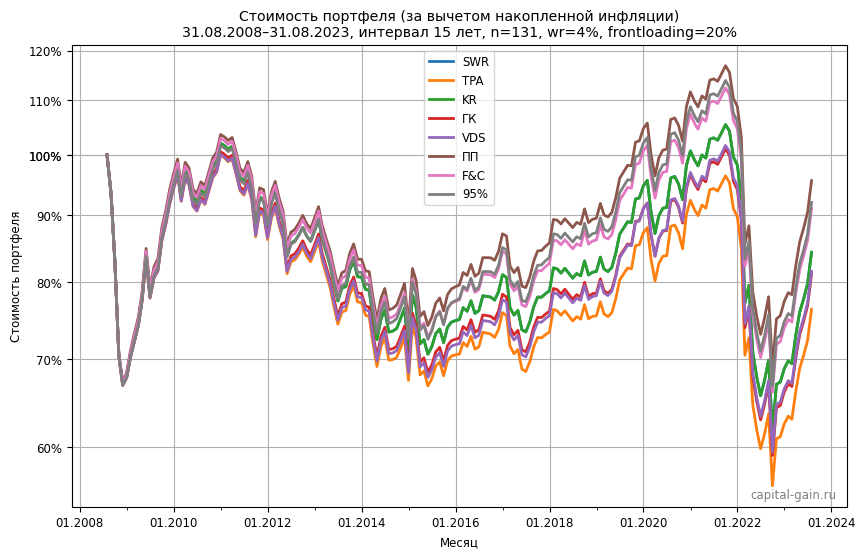 Стоимость портфеля (за вычетом накопленной инфляции)
31.08.2008–31.08.2023, интервал 15 лет, n=131, wr=4%, frontloading=20%
Стоимость портфеля
120%
110%
100%
90%
80%
70%
60%
SWR
TPA
KR
ГК
VDS
ПП
F&C
95%
capital-gain.ru
01.2008
01.2010
01.2012
01.2014
01.2016
01.2018
01.2020
01.2022
01.2024
Месяц